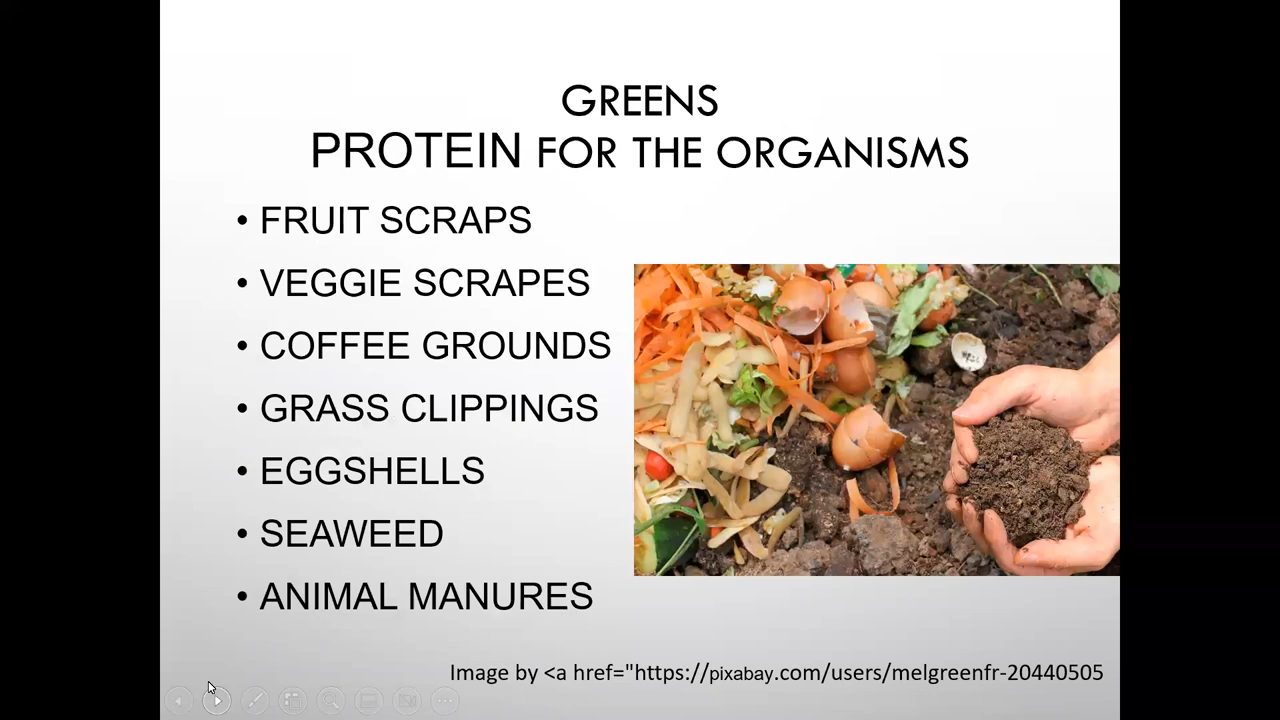 GREENS
PROTEIN FOR THE ORGANISMS
• FRUIT SCRAPS
• VEGGIE SCRAPES
• COFFEE GROUNDS
• GRASS CLIPPINGS
• EGGSHELLS
• SEAWEED
• ANIMAL MANURES
Image by <a href="https://pixabay.com/users/melgreenfr-20440505